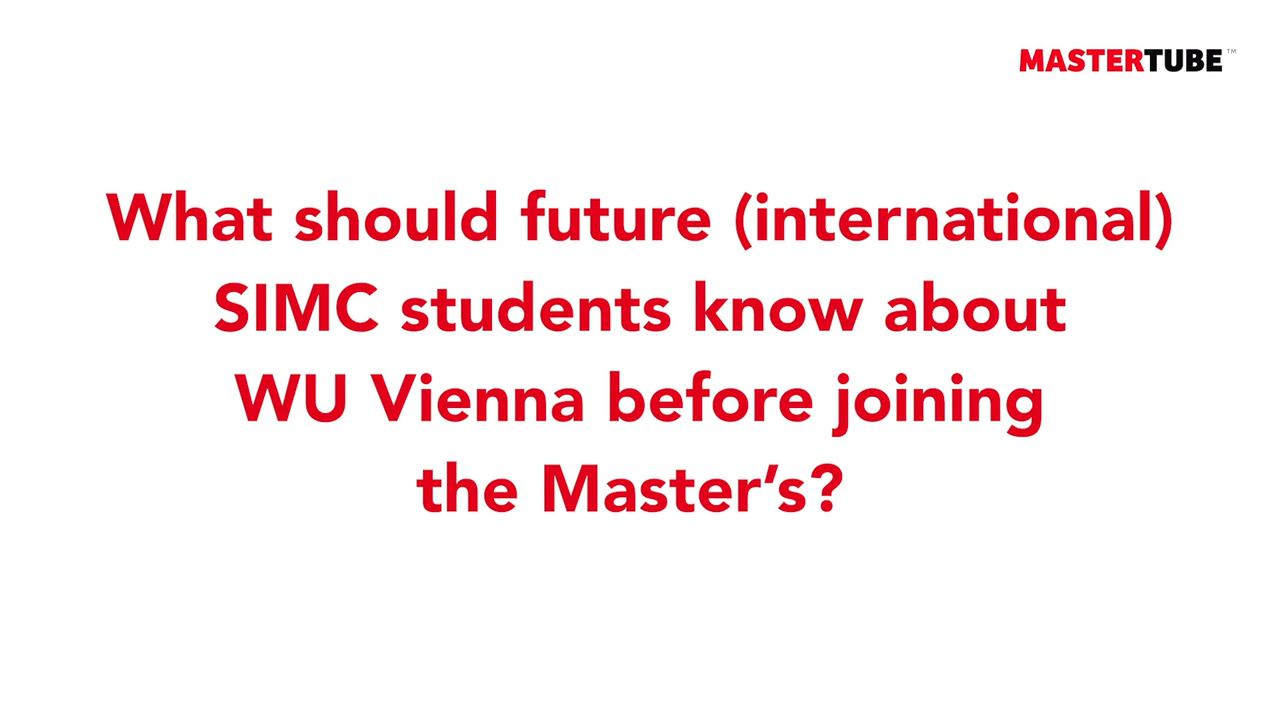 MASTERTUBE™
What should future (international)
SIMC students know about
WU Vienna before joining
the Master’s?